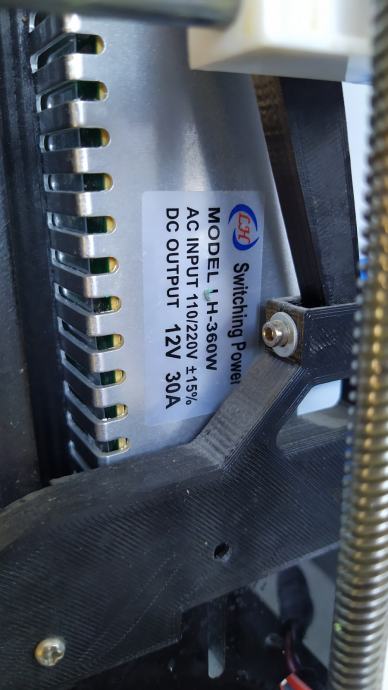 LH Switching Power
MODEL LH-360W
AC INPUT 110/220V ±15%
DC OUTPUT 12V 30A